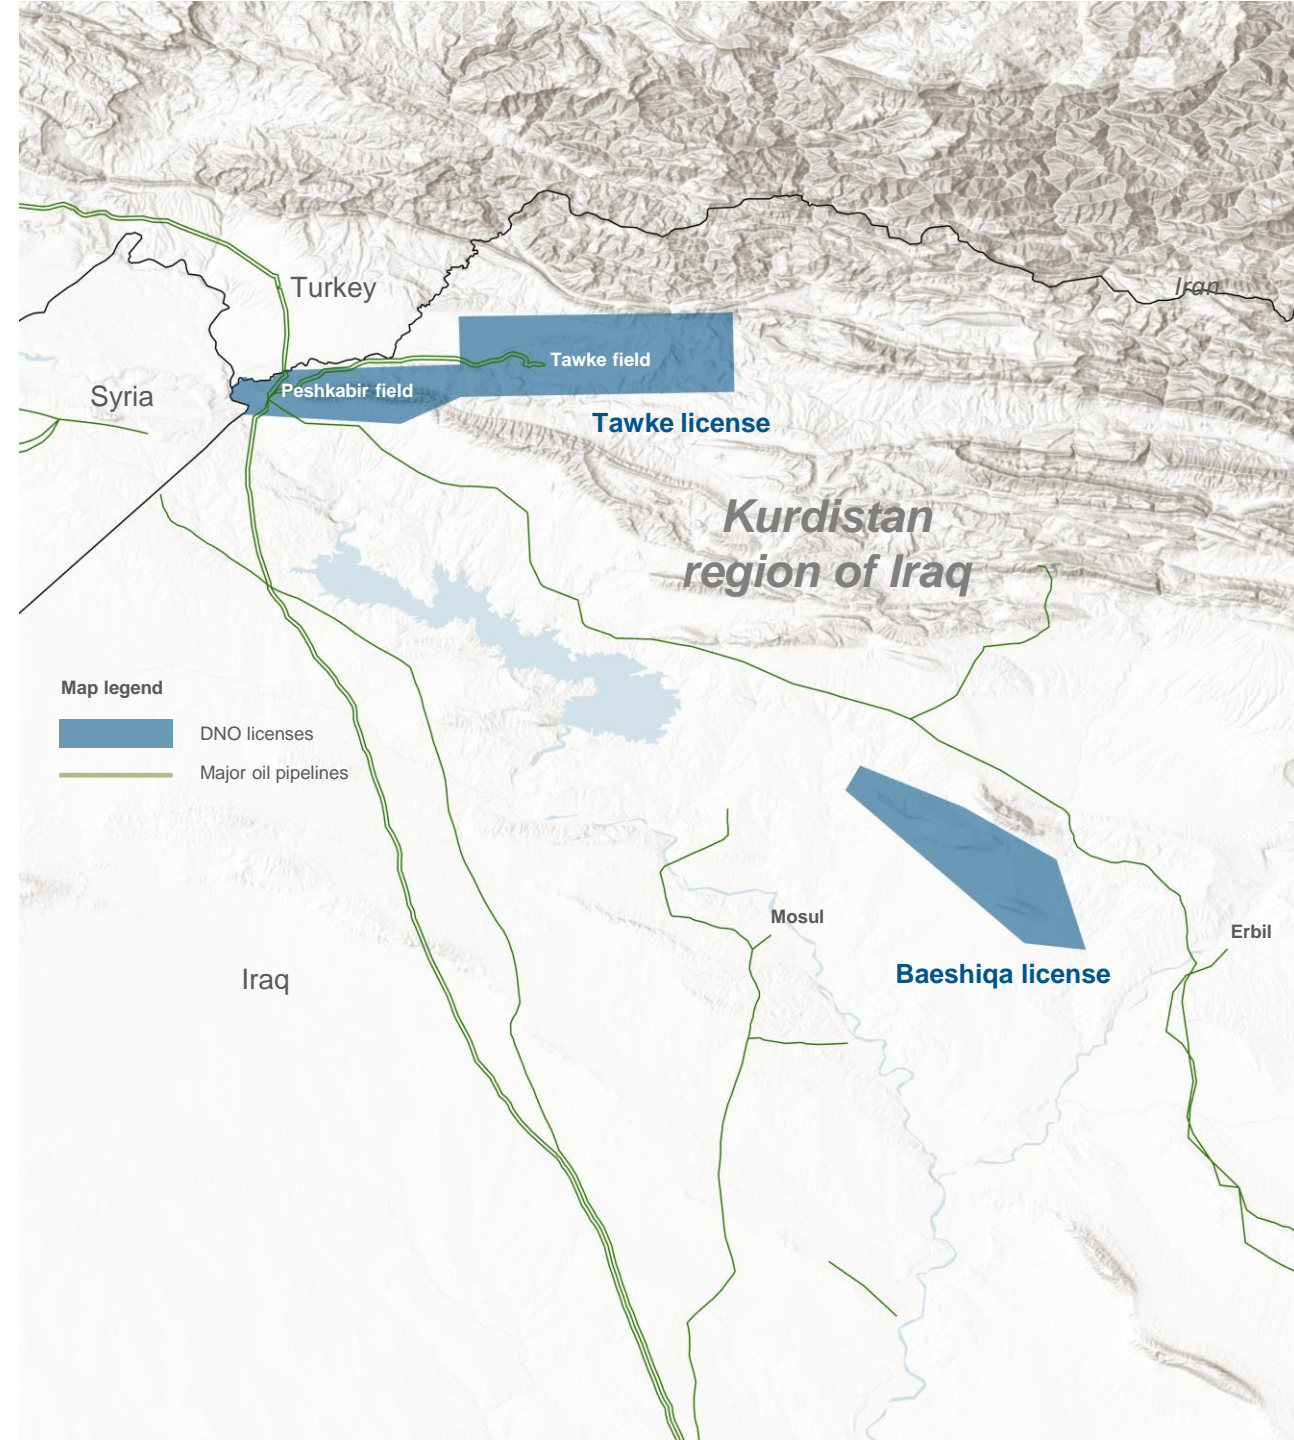 Iran
Turkey
Tawke field
Peshkabir field
Syria
Tawke license
Kurdistan
region of Iraq
Map legend
DNO licenses
Major oil pipelines
Mosul
Erbil
Baeshiqa license
Iraq